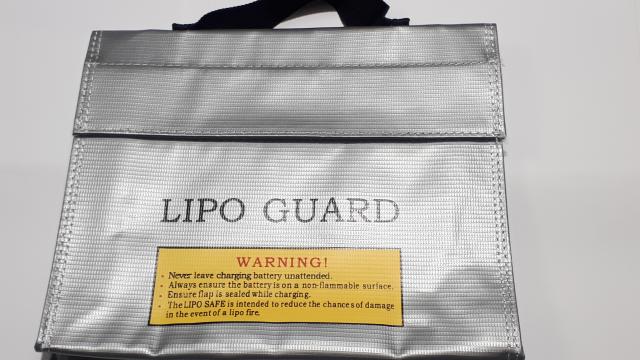 LIPO GUARD
WARNING!
Never leave charging battery unattended.
Always ensure the battery is on a non-flammable surface.
Ensure flap is sealed while charging.
The LIPO SAFE is intended to reduce the chances of damage
in the event of a lipo fire.